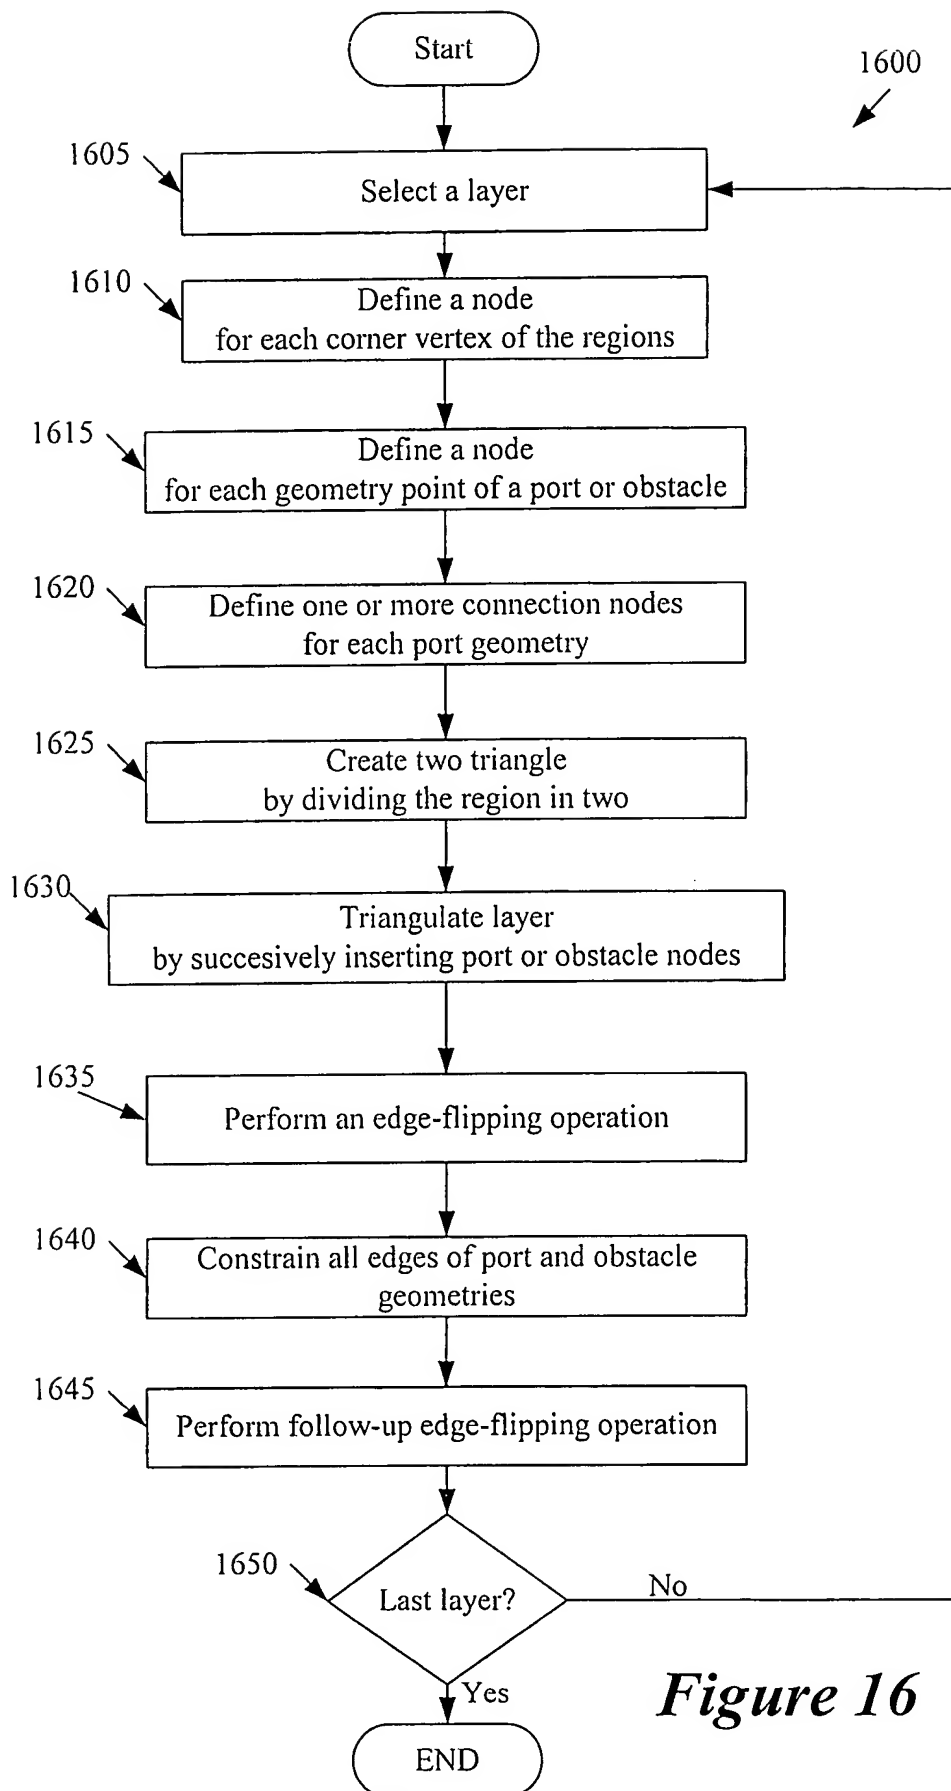 Start
1600
1605
Select a layer
1610
Define a node
for each corner vertex of the regions
1615
Define a node
for each geometry point of a port or obstacle
1620
Define one or more connection nodes
for each port geometry
1625
Create two triangle
by dividing the region in two
1630
Triangulate layer
by succesively inserting port or obstacle nodes
1635
Perform an edge-flipping operation
1640
Constrain all edges of port and obstacle
geometries
1645
Perform follow-up edge-flipping operation
1650
Last layer?
No
Yes
Figure 16
END